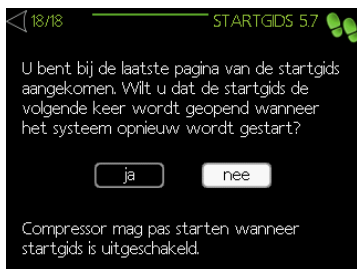 18/18
STARTGIDS 5.7
U bent bij de laatste pagina van de startgids
aangekomen. Wilt u dat de startgids de
volgende keer wordt geopend wanneer
het systeem opnieuw wordt gestart?
ja
nee
Compressor mag pas starten wanneer
startgids is uitgeschakeld.